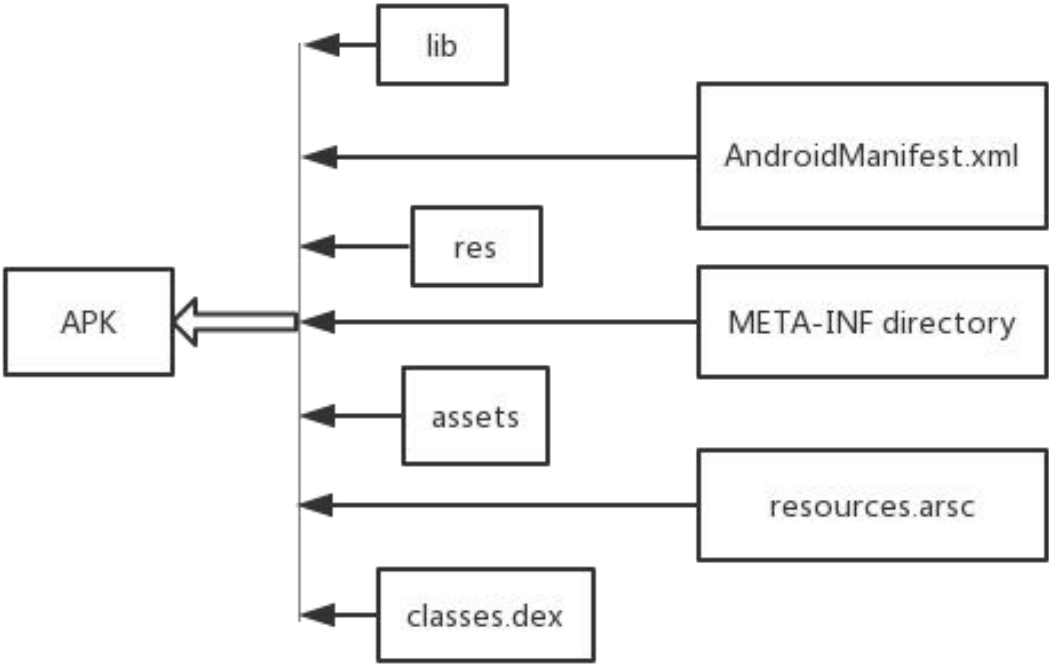 lib
AndroidManifest.xml
res
APK
META-INF directory
assets
resources.arsc
classes.dex